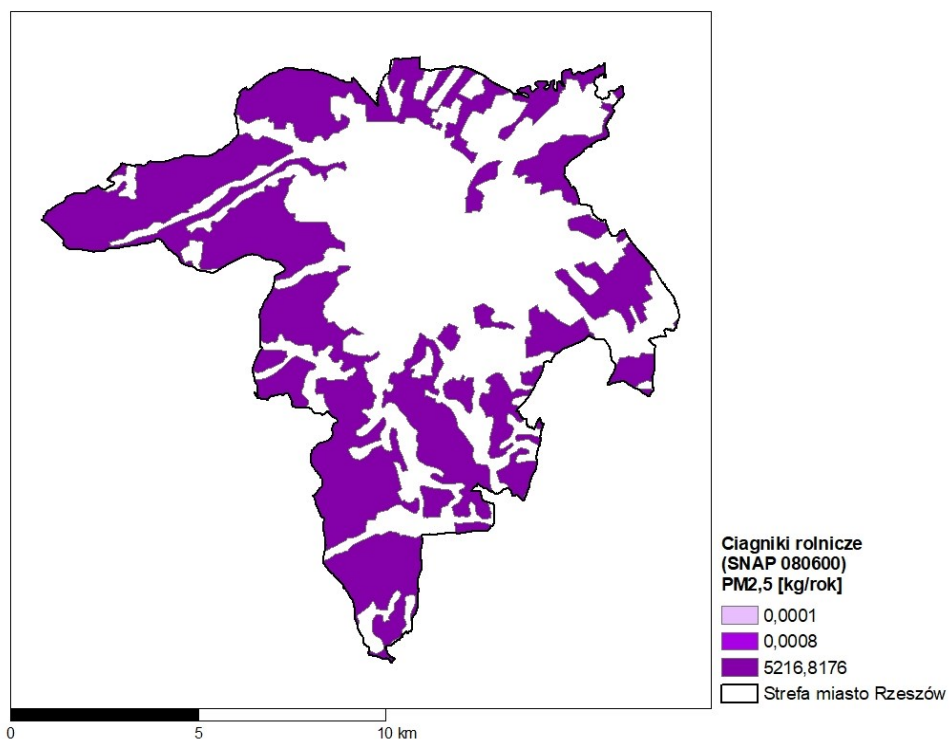 Ciagniki rolnicze
(SNAP 080600)
PM2,5 [kg/rok]
0,0001
0,0008
5216,8176
Strefa miasto Rzeszów
0 5 10 km